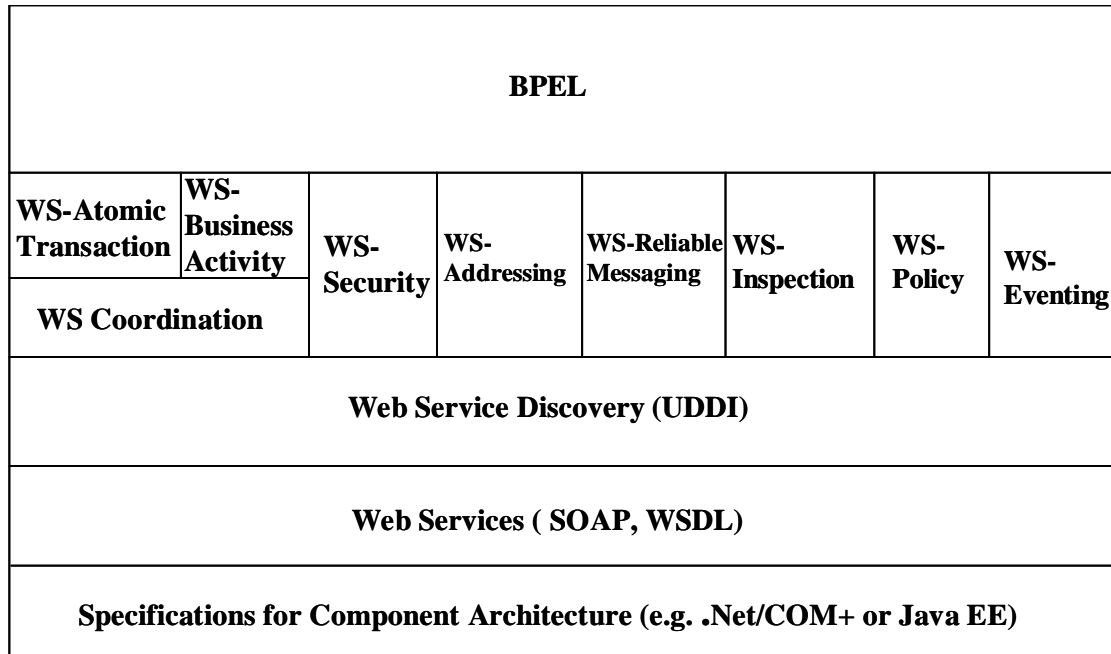 BPEL
WS-Atomic
Transaction
WS-
Business
Activity
WS Coordination
WS-
Security
WS-
Addressing
WS-Reliable
Messaging
WS-
Inspection
WS-
Policy
WS-
Eventing
Web Service Discovery (UDDI)
Web Services ( SOAP, WSDL)
Specifications for Component Architecture (e.g. .Net/COM+ or Java EE)